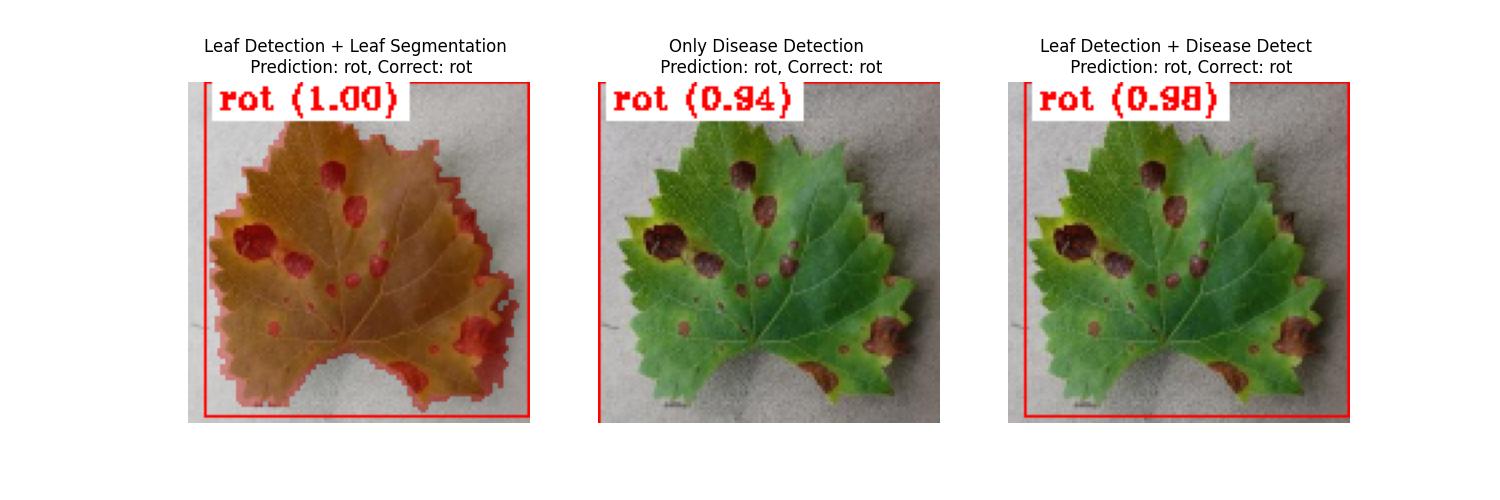 Leaf Detection + Leaf Segmentation
Prediction: rot, Correct: rot
rot (1.00)
Only Disease Detection
Prediction: rot, Correct: rot
rot (0.94)
Leaf Detection + Disease Detect
Prediction: rot, Correct: rot
rot (0.98)